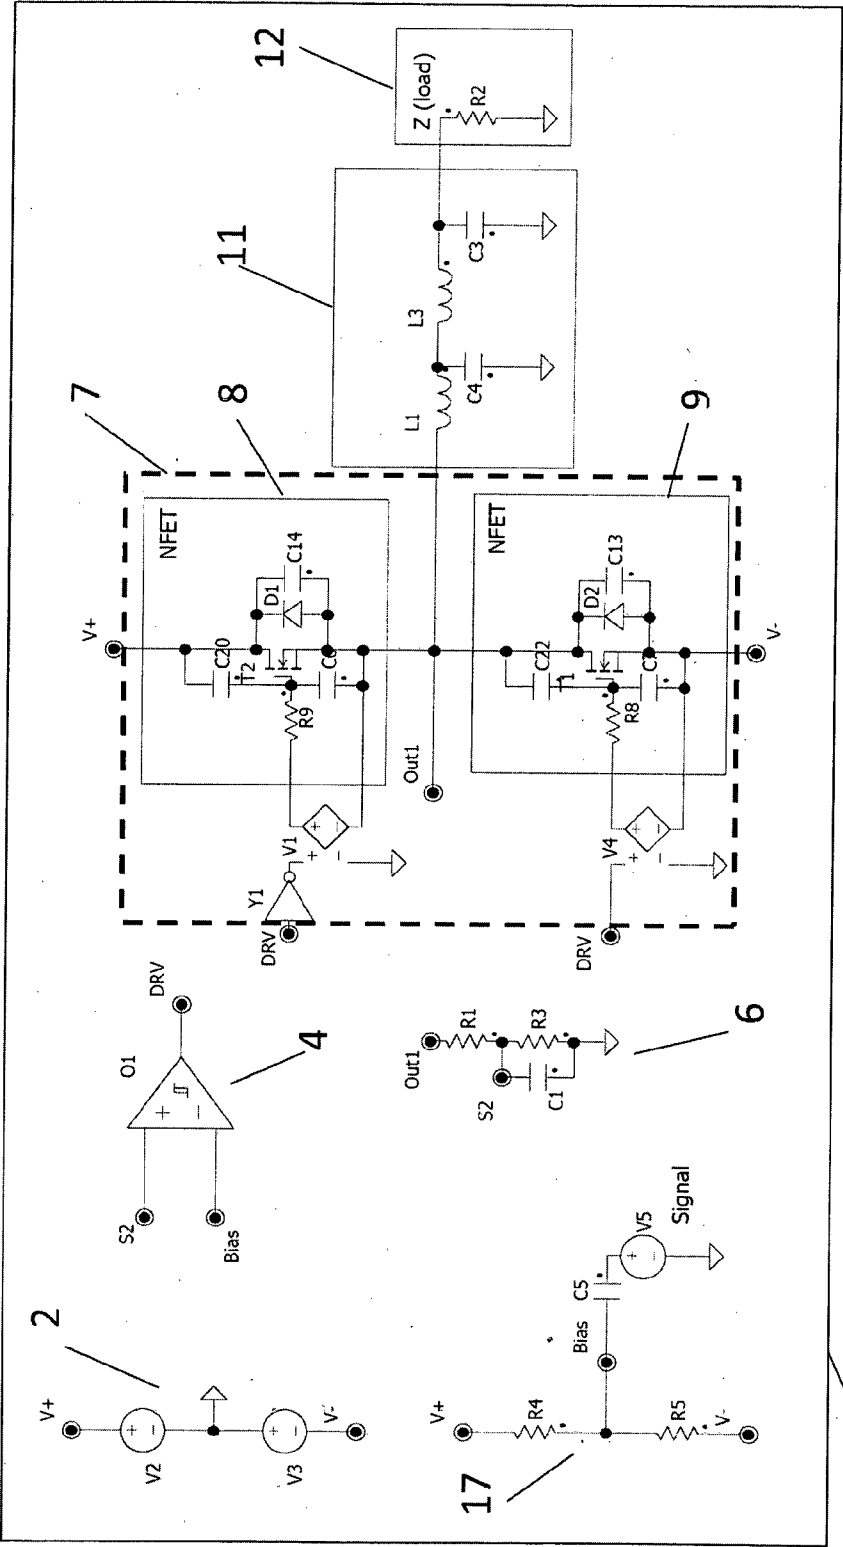 12
Z (load)
R2
11
C3
L3
C4
L1
7
8
9
NFET
C14
D1
V+
C20
T2
R9
V1
Y1
DRV
Out1
NFET
C13
D2
V-
C22
T1
R8
V4
DRV
DRV
O1
4
S2
Bias
Out1
R1
R3
S2
C1
6
2
V+
V2
V3
V-
17
V+
R4
R5
V-
Bias
C5
V5
Signal